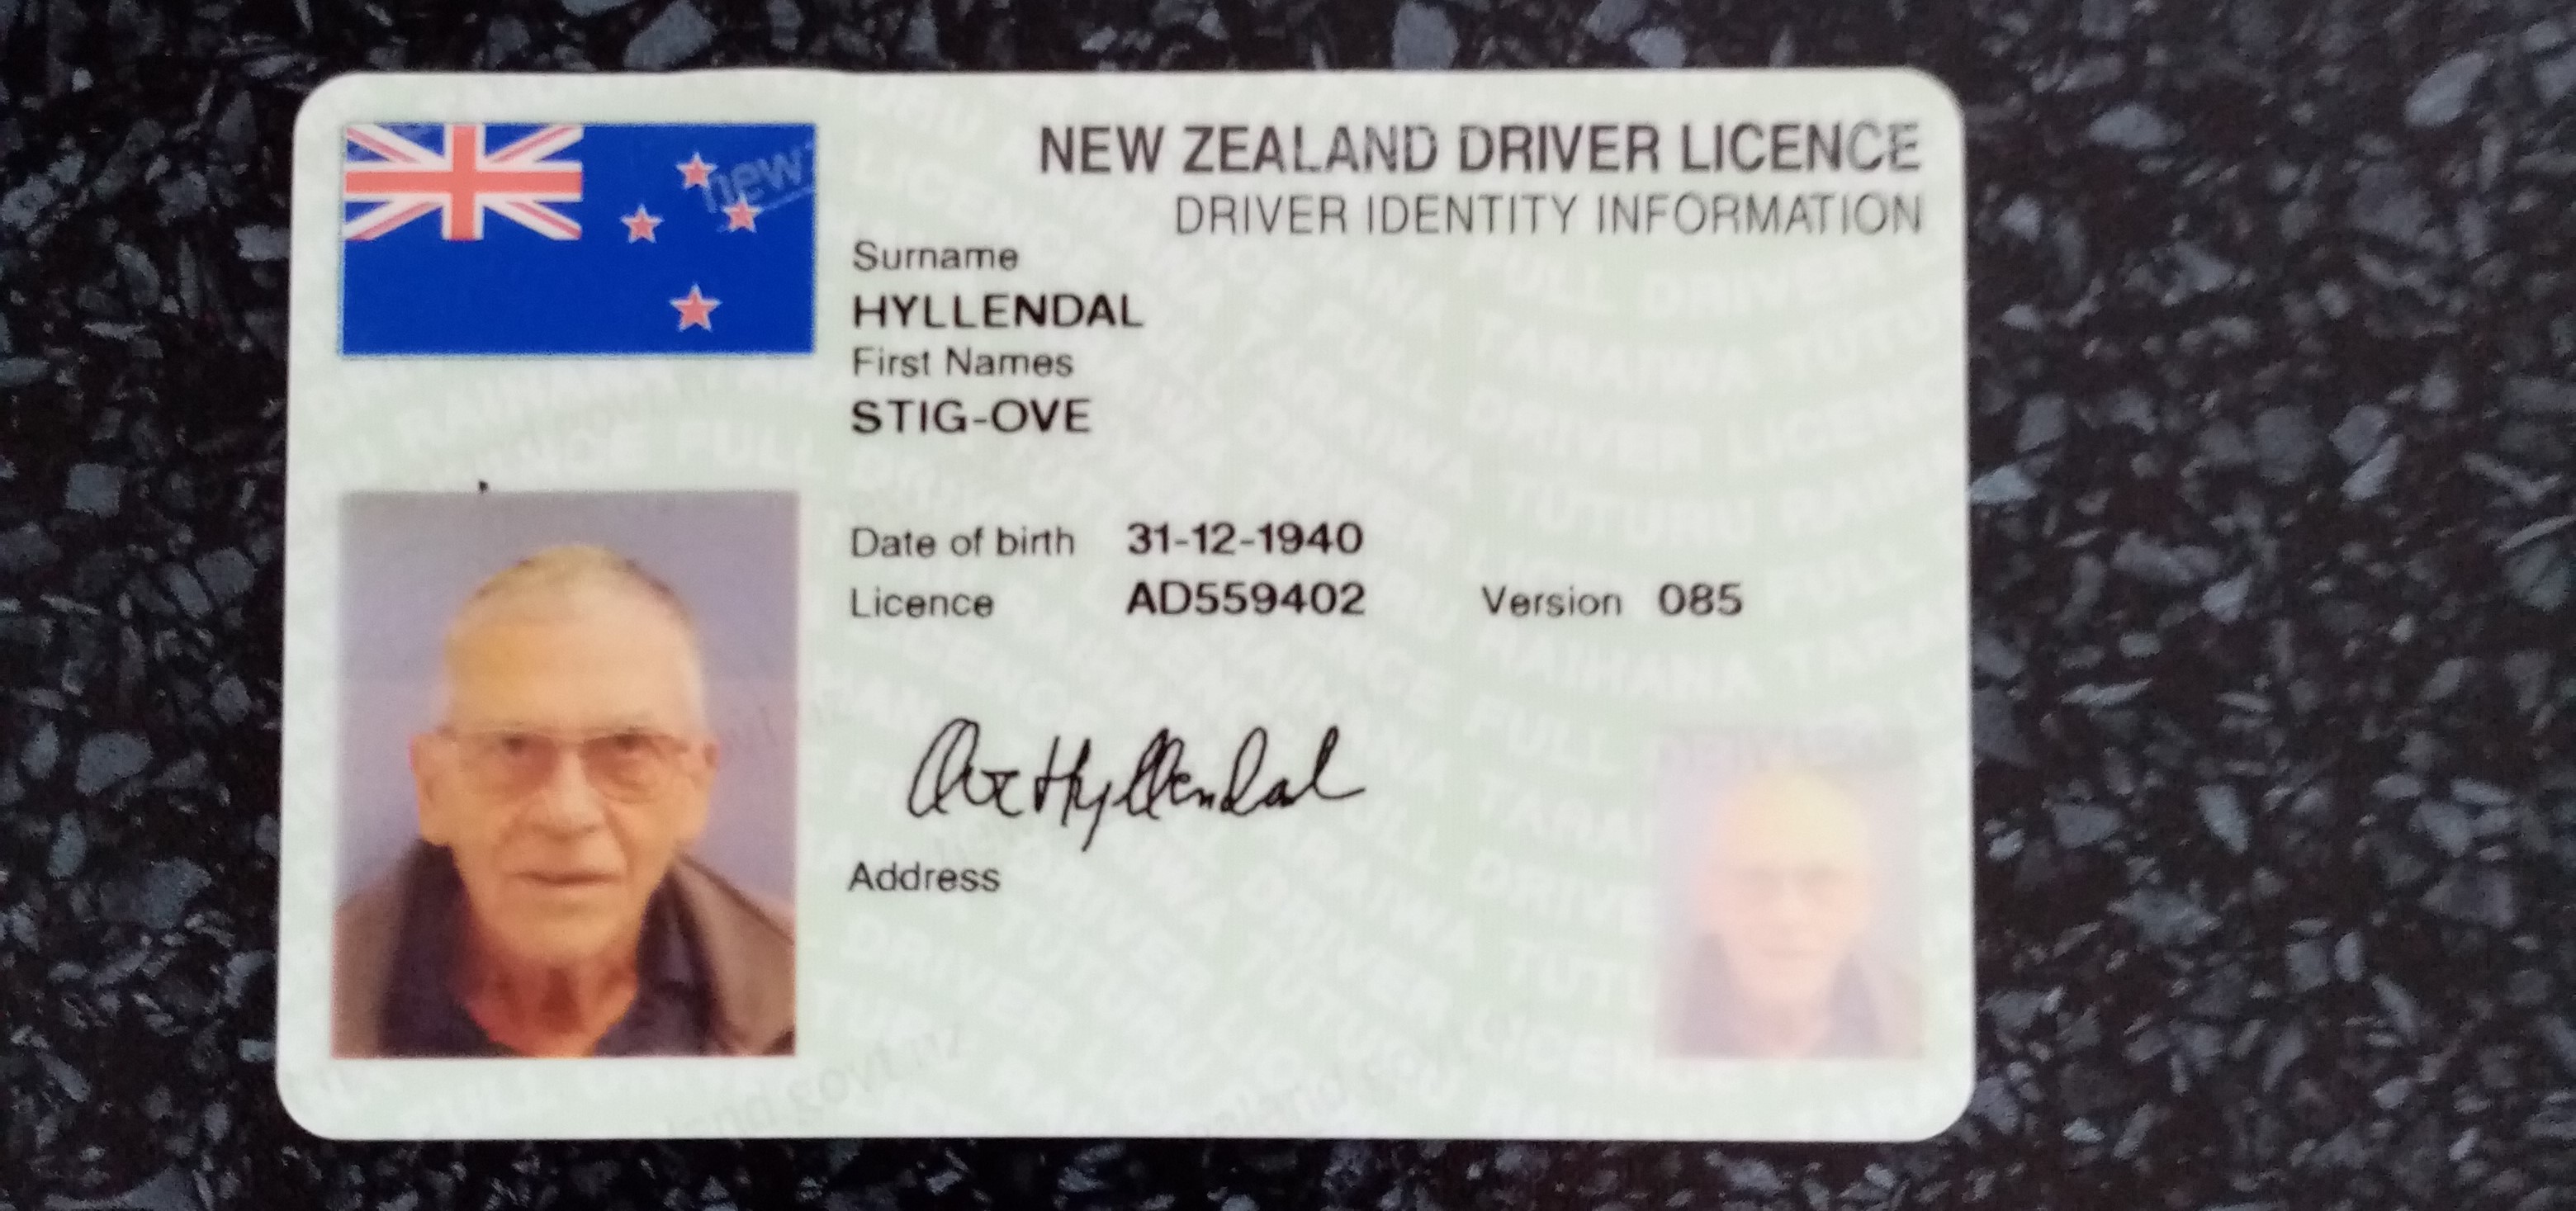 NEW ZEALAND DRIVER LICENCE
DRIVER IDENTITY INFORMATION
Surname
HYLLENDAL
First Names
STIG-OVE
Date of birth 31-12-1940
Licence AD559402 Version 085
Ove Hyllendal
Address